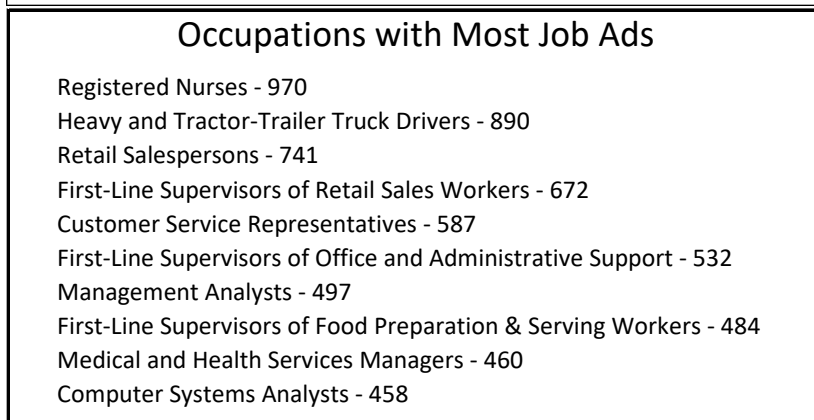 Occupations with Most Job Ads
Registered Nurses - 970
Heavy and Tractor-Trailer Truck Drivers - 890
Retail Salespersons - 741
First-Line Supervisors of Retail Sales Workers - 672
Customer Service Representatives - 587
First-Line Supervisors of Office and Administrative Support - 532
Management Analysts - 497
First-Line Supervisors of Food Preparation & Serving Workers - 484
Medical and Health Services Managers - 460
Computer Systems Analysts - 458